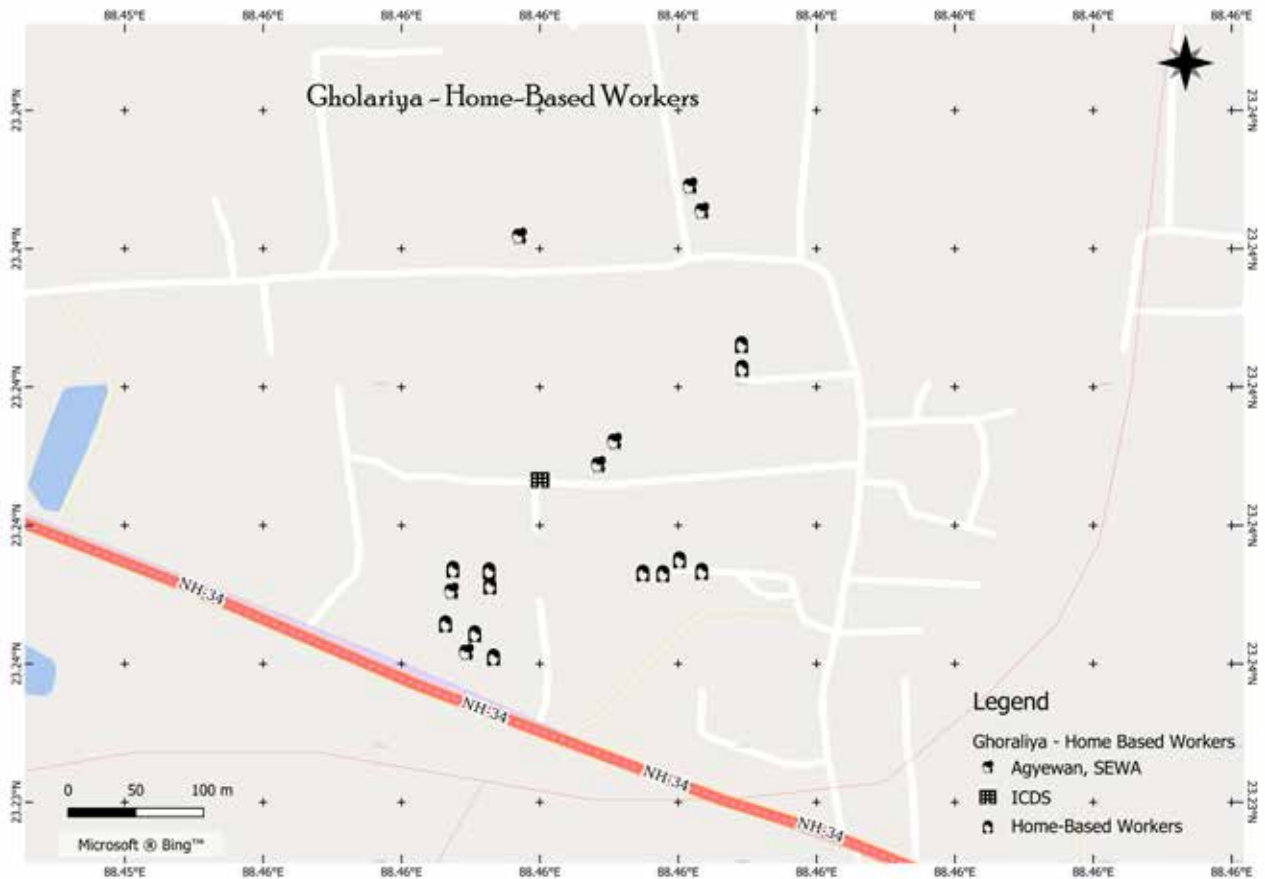 88.45°E 88.46°E 88.46°E 88.46°E 88.46°E 88.46°E 88.46°E 88.46°E 88.46°E
Gholariya - Home-Based Workers
23.24°N 23.24°N
23.24°N 23.24°N
23.24°N 23.24°N
23.24°N 23.24°N
NH-34
23.24°N 23.24°N
NH-34
Legend
Ghoraliya - Home Based Workers
Agyewan, SEWA
NH-34
0 50 100 m
ICDS
23.23°N 23.23°N
NH-34
Home-Based Workers
Microsoft ® Bing™
88.45°E 88.46°E 88.46°E 88.46°E 88.46°E 88.46°E 88.46°E 88.46°E 88.46°E